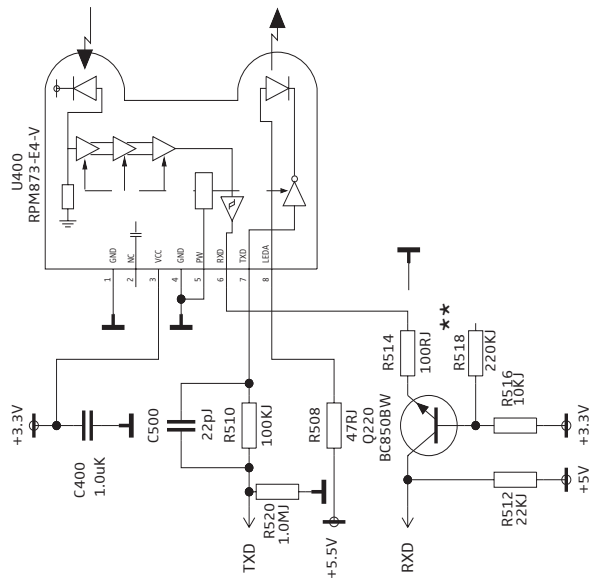 U400
RPM873-E4-V
GND
NC
VCC
GND
PW
RXD
TXD
LEDA
1
2
3
4
5
6
7
8
+3.3V
C400
1.0uK
C500
22pJ
R510
100KJ
R520
1.0MJ
TXD
R508
47RJ
+5.5V
Q220
BC850BW
R514
100RJ
**
R518
220KJ
R516
10KJ
+3.3V
R512
22KJ
+5V
RXD